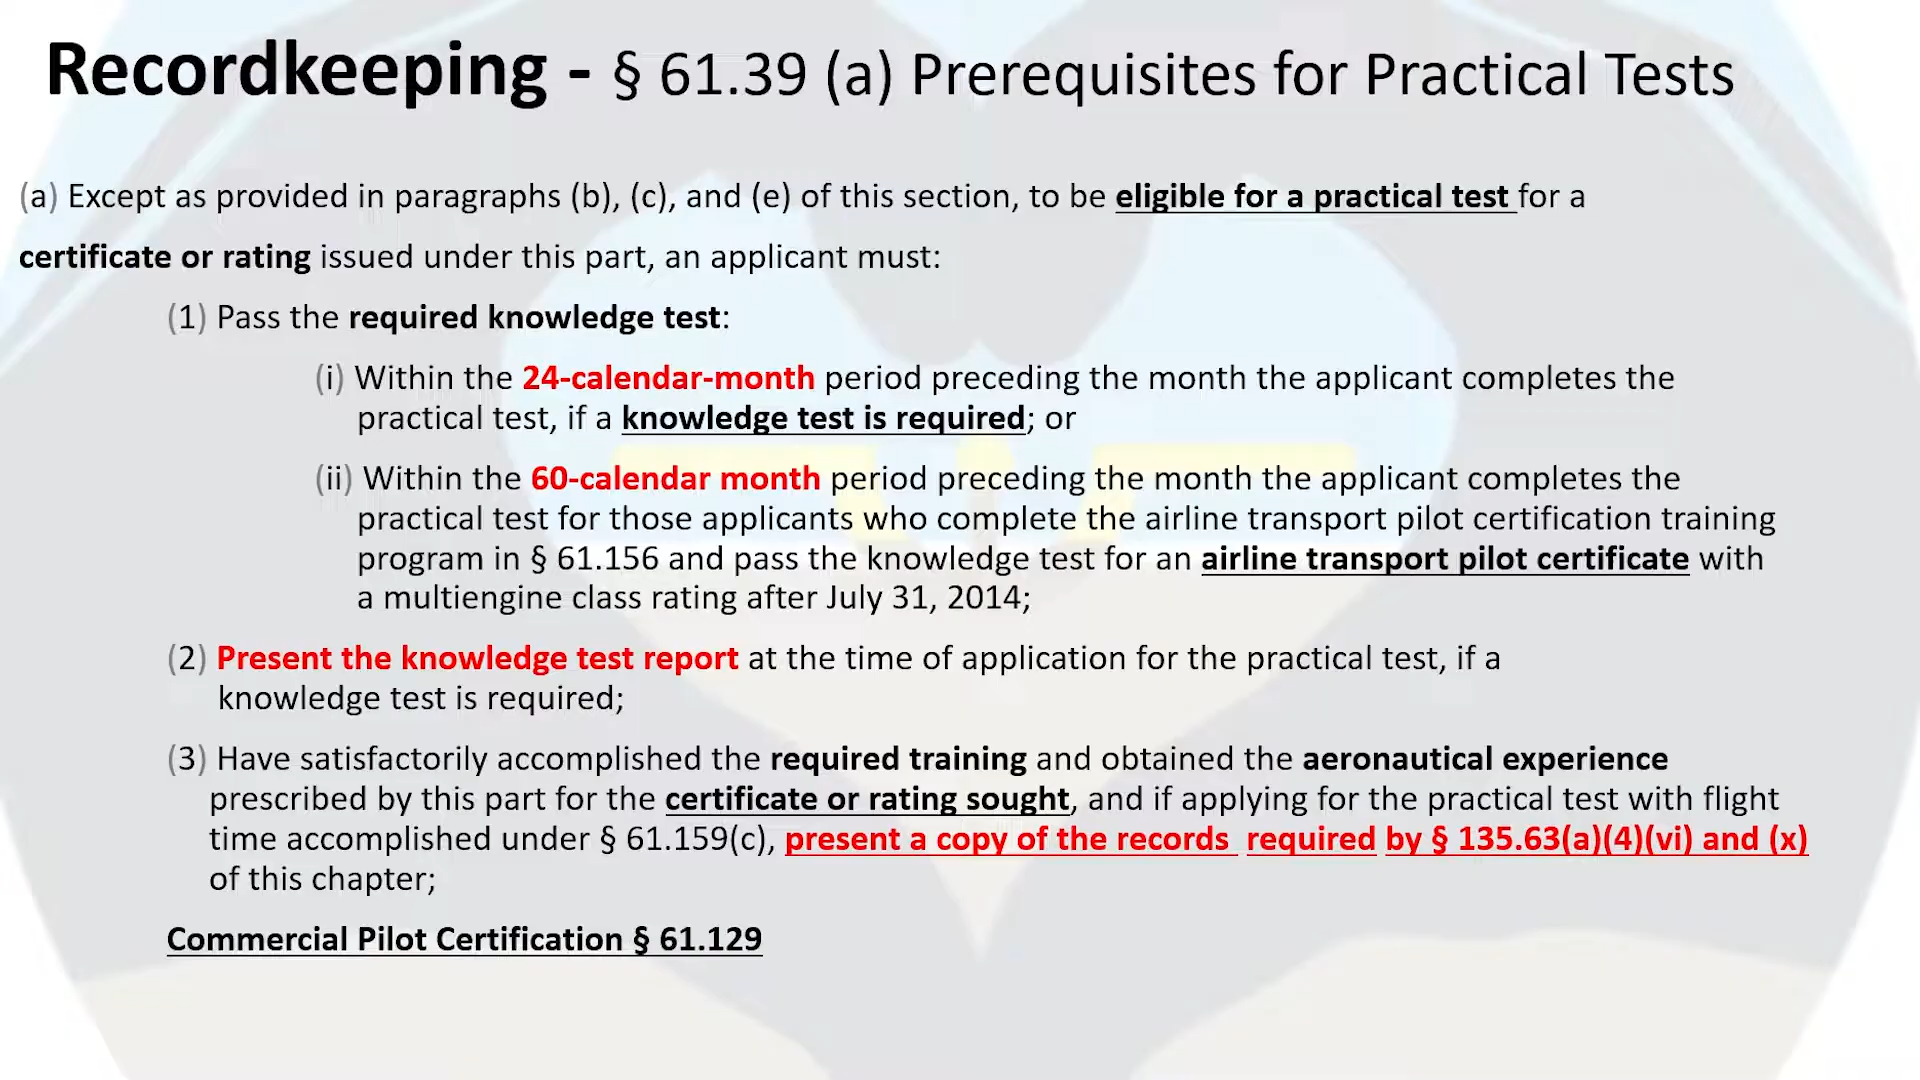 Recordkeeping - § 61.39 (a) Prerequisites for Practical Tests
(a) Except as provided in paragraphs (b), (c), and (e) of this section, to be eligible for a practical test for a
certificate or rating issued under this part, an applicant must:
(1) Pass the required knowledge test:
(i) Within the 24-calendar-month period preceding the month the applicant completes the
practical test, if a knowledge test is required; or
(ii) Within the 60-calendar month period preceding the month the applicant completes the
practical test for those applicants who complete the airline transport pilot certification training
program in § 61.156 and pass the knowledge test for an airline transport pilot certificate with
a multiengine class rating after July 31, 2014;
(2) Present the knowledge test report at the time of application for the practical test, if a
knowledge test is required;
(3) Have satisfactorily accomplished the required training and obtained the aeronautical experience
prescribed by this part for the certificate or rating sought, and if applying for the practical test with flight
time accomplished under § 61.159(c), present a copy of the records required by § 135.63(a)(4)(vi) and (x)
of this chapter;
Commercial Pilot Certification § 61.129